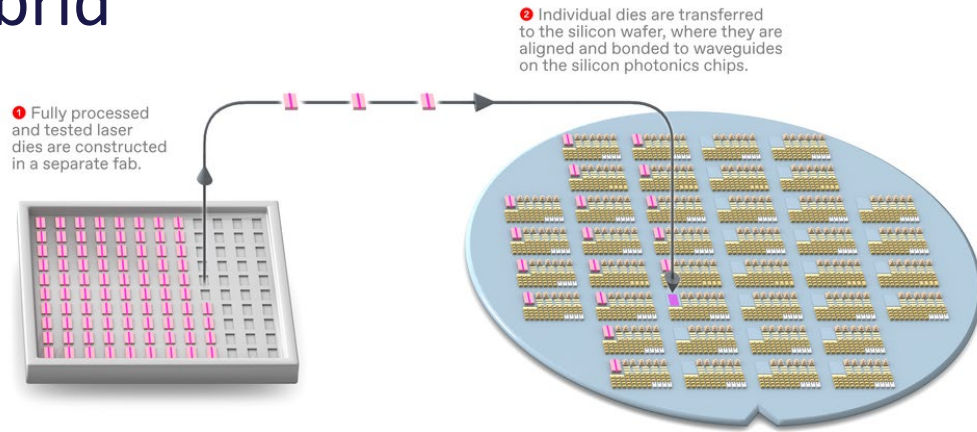 ❶ Fully processed
and tested laser
dies are constructed
in a separate fab.
❷ Individual dies are transferred
to the silicon wafer, where they are
aligned and bonded to waveguides
on the silicon photonics chips.